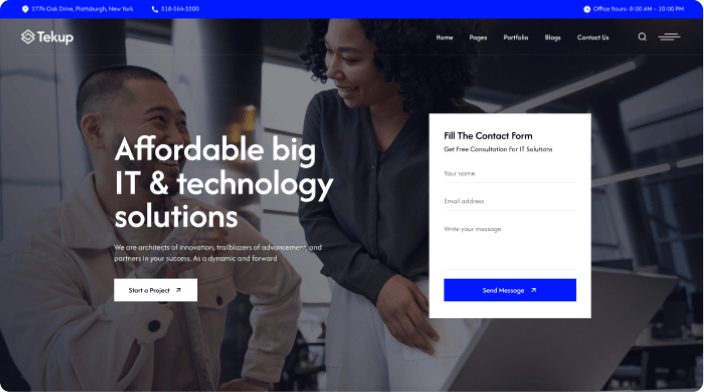 2774 Oak Drive, Plattsburgh, New York
518-564-3200
Office Hours: 8:00 AM – 10:00 PM
Tekup
Home
Pages
Portfolio
Blogs
Contact Us
Affordable big
IT & technology
solutions
We are architects of innovation, trailblazers of advancement, and
partners in your success. As a dynamic and forward
Start a Project
Fill The Contact Form
Get Free Consultation For IT Solutions
Your name
Email address
Write your message
Send Message